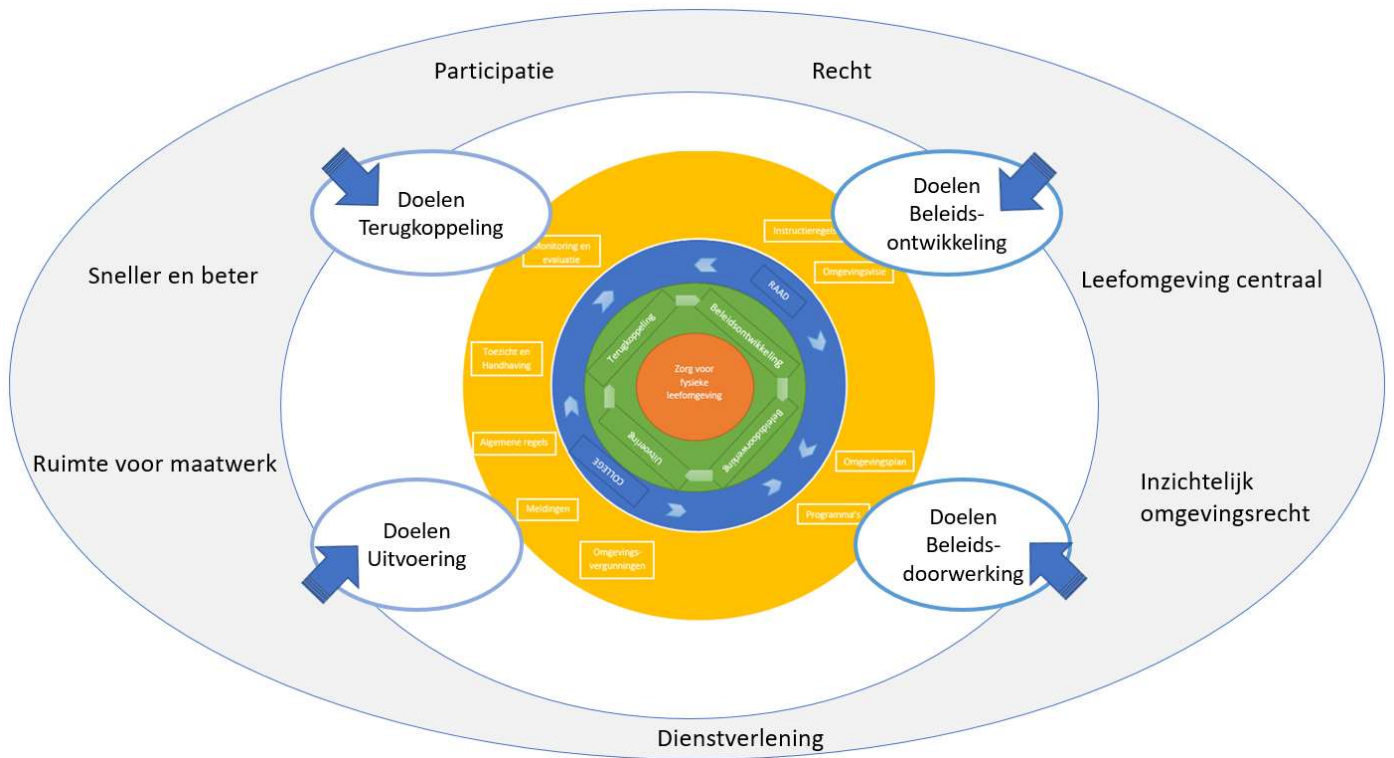 Participatie
Recht
Doelen
Terugkoppeling
Doelen
Beleids-
ontwikkeling
Sneller en beter
Leefomgeving centraal
Monitoring en
evaluatie
Instructieregels
Omgevingsvisie
RAAD
Terugkoppeling
Beleidsontwikkeling
Toezicht en
Handhaving
Zorg voor
fysieke
leefomgeving
Algemene regels
Uitvoering
Beleidsdoorwerking
COLLEGE
Omgevingsplan
Ruimte voor maatwerk
Inzichtelijk
omgevingsrecht
Meldingen
Programma's
Doelen
Uitvoering
Doelen
Beleids-
doorwerking
Omgevings-
vergunningen
Dienstverlening